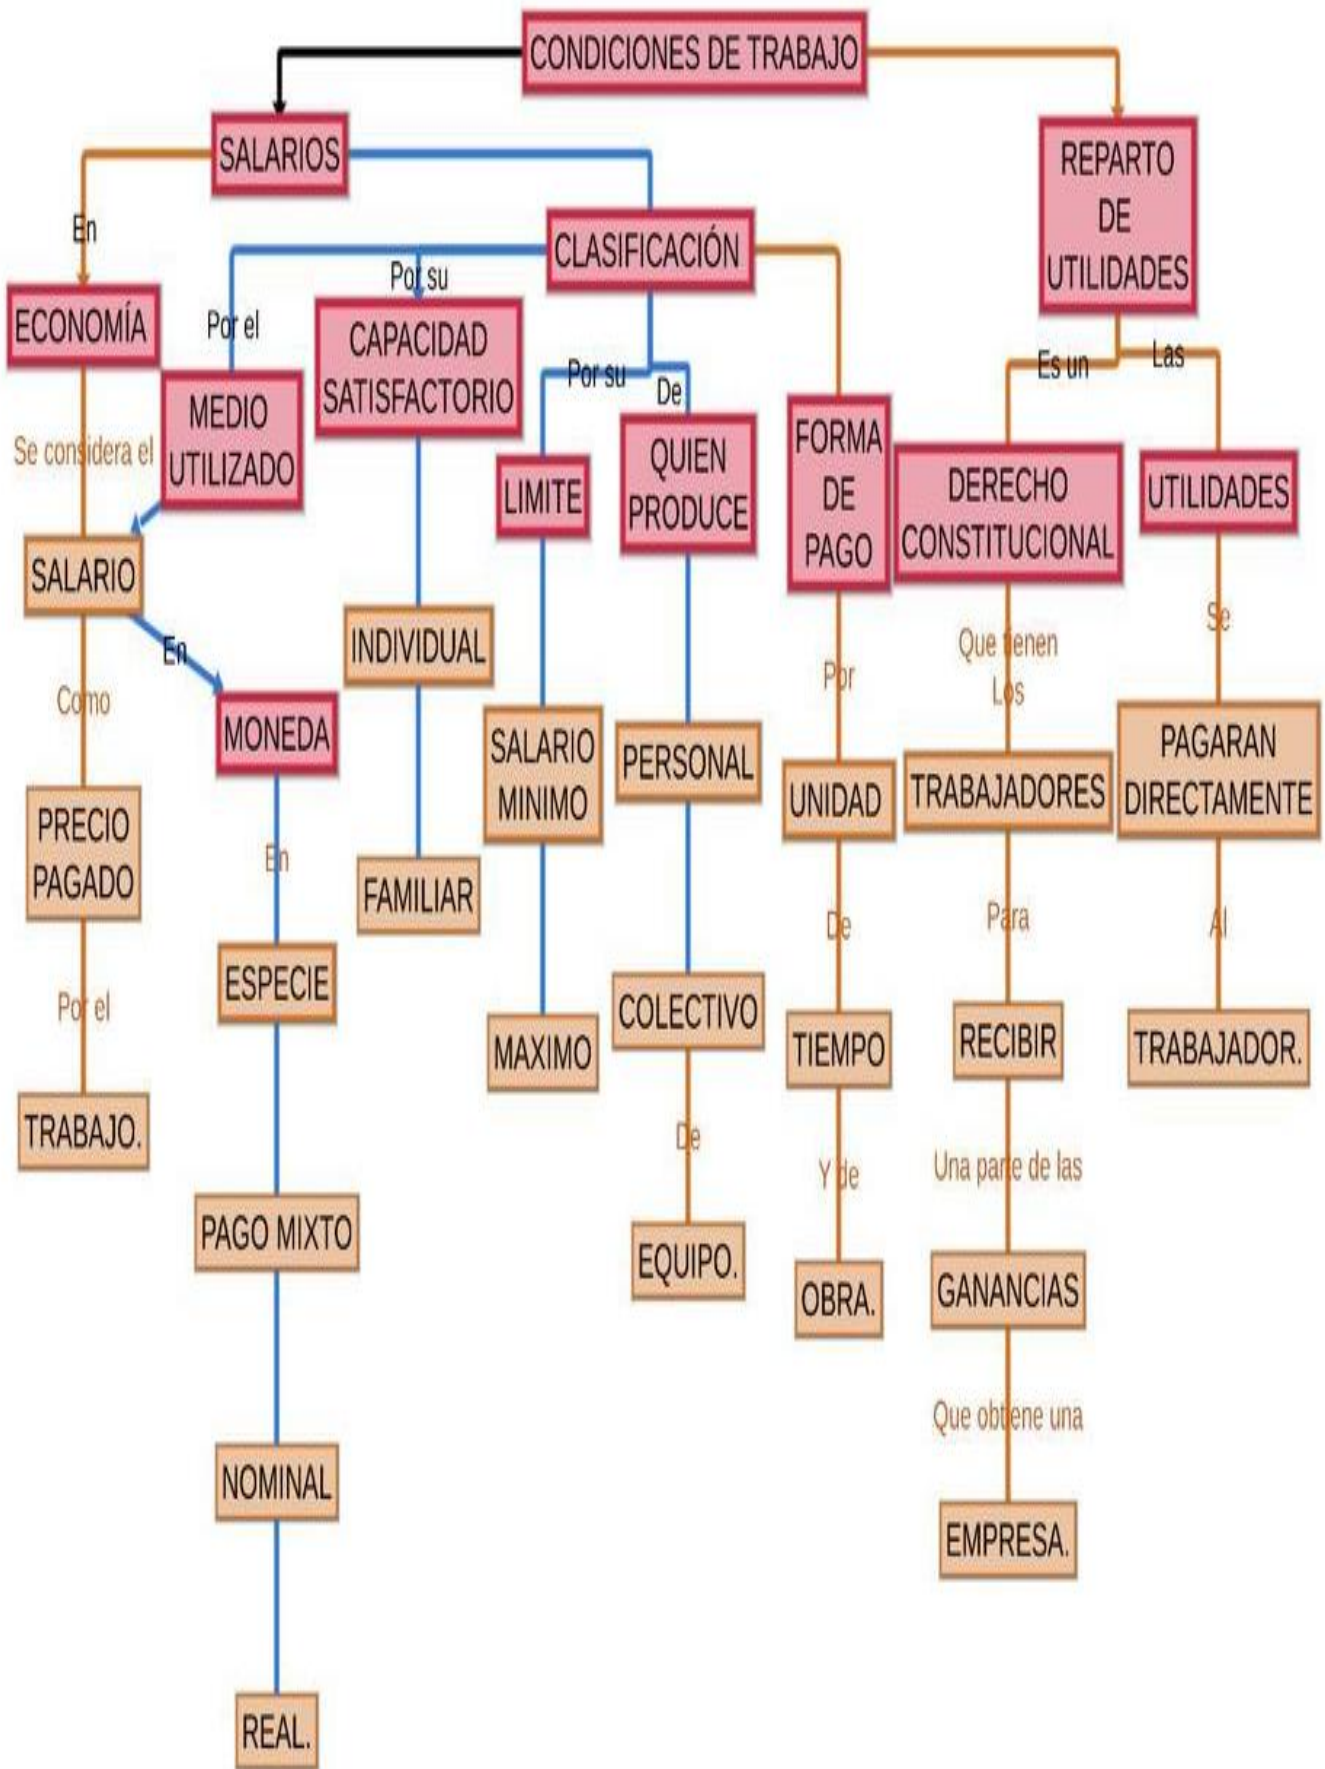 CONDICIONES DE TRABAJO
SALARIOS
REPARTO
DE
UTILIDADES
En
CLASIFICACIÓN
Por su
ECONOMÍA
Por el
CAPACIDAD
SATISFACTORIO
Por su
De
Es un
Las
MEDIO
UTILIZADO
Se considera el
LIMITE
QUIEN
PRODUCE
FORMA
DE
PAGO
DERECHO
CONSTITUCIONAL
UTILIDADES
SALARIO
En
INDIVIDUAL
Por
Que tienen
Los
Se
Como
MONEDA
SALARIO
MINIMO
PERSONAL
UNIDAD
TRABAJADORES
PAGARAN
DIRECTAMENTE
PRECIO
PAGADO
En
FAMILIAR
De
Para
Al
Por el
ESPECIE
MAXIMO
COLECTIVO
TIEMPO
RECIBIR
TRABAJADOR.
TRABAJO.
De
Y de
Una parte de las
PAGO MIXTO
EQUIPO.
OBRA.
GANANCIAS
Que obtiene una
NOMINAL
EMPRESA.
REAL.